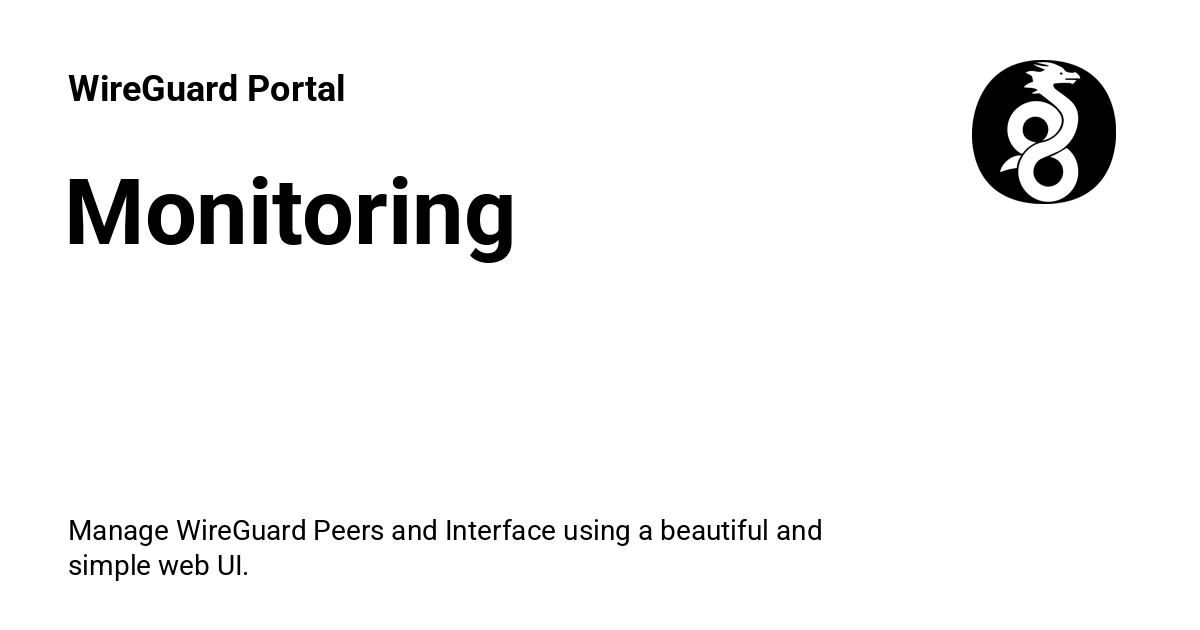 WireGuard Portal
Monitoring
Manage WireGuard Peers and Interface using a beautiful and
simple web UI.